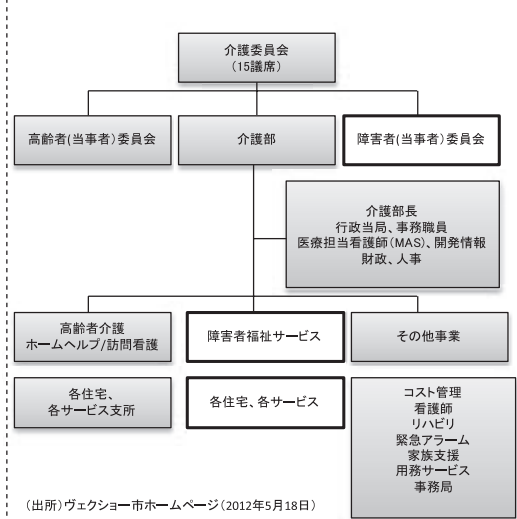 介護委員会
（15議席）
高齢者(当事者)委員会
介護部
障害者(当事者)委員会
介護部長
行政当局、事務職員
医療担当看護師(MAS)、開発情報
財政、人事
高齢者介護
ホームヘルプ/訪問看護
障害者福祉サービス
その他事業
各住宅、
各サービス支所
各住宅、各サービス
コスト管理
看護師
リハビリ
緊急アラーム
家族支援
用務サービス
事務局
（出所）ヴェクショー市ホームページ（2012年5月18日）